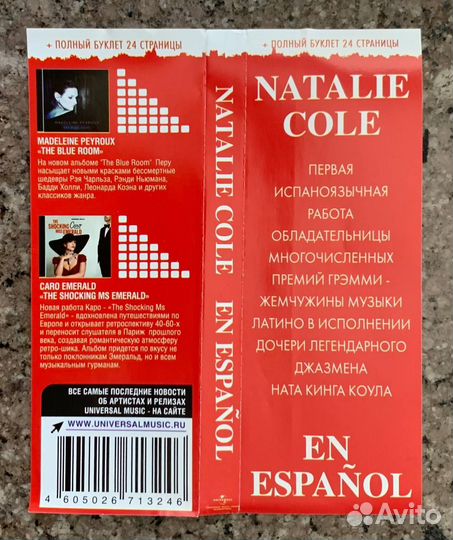 + ПОЛНЫЙ БУКЛЕТ 24 СТРАНИЦЫ
MADELEINE PEYROUX
«THE BLUE ROOM»
На новом альбоме "The Blue Room" Перу
насыщает новыми красками бессмертные
шедевры Рэя Чарльза, Рэнди Ньюмана,
Бадди Холли, Леонарда Коэна и других
классиков жанра.
THE
SHOCKING
MS EMERALD
CARO EMERALD
«THE SHOCKING MS EMERALD»
Новая работа Каро - «The Shocking Ms
Emerald» - вдохновлена путешествиями по
Европе и открывает ретроспективу 40-60-х
и переносит слушателя в Париж прошлого
века, создавая романтическую атмосферу
ретро-шика. Альбом придется по вкусу не
только поклонникам Эмеральд, но и всем
музыкальным гурманам.
ВСЕ САМЫЕ ПОСЛЕДНИЕ НОВОСТИ
ОБ АРТИСТАХ И РЕЛИЗАХ
UNIVERSAL MUSIC - НА САЙТЕ
WWW.UNIVERSALMUSIC.RU
4 605026 713246
NATALIE COLE EN ESPAÑOL
+ ПОЛНЫЙ БУКЛЕТ 24 СТРАНИЦЫ
NATALIE
COLE
ПЕРВАЯ
ИСПАНОЯЗЫЧНАЯ
РАБОТА
ОБЛАДАТЕЛЬНИЦЫ
МНОГОЧИСЛЕННЫХ
ПРЕМИЙ ГРЭММИ -
ЖЕМЧУЖИНЫ МУЗЫКИ
ЛАТИНО В ИСПОЛНЕНИИ
ДОЧЕРИ ЛЕГЕНДАРНОГО
ДЖАЗМЕНА
НАТА КИНГА КОУЛА
EN
ESPAÑOL
Avito